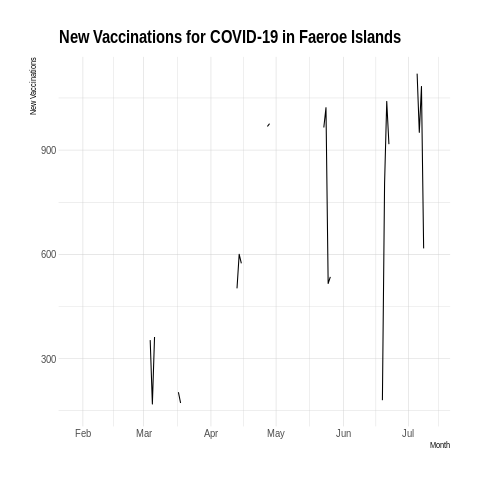 New Vaccinations for COVID-19 in Faeroe Islands
New Vaccinations
900
600
300
Feb Mar Apr May Jun Jul
Month